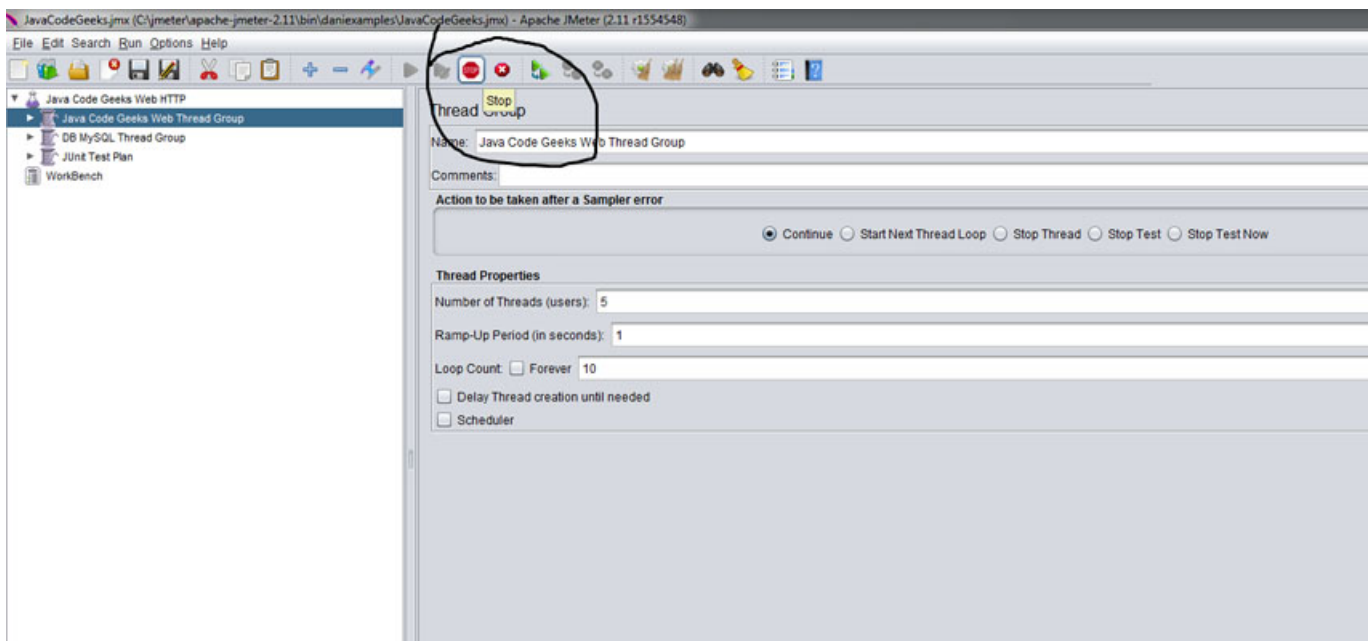 JavaCodeGeeks.jmx (C:\jmeter\apache-jmeter-2.11\bin\daniexamples\JavaCodeGeeks.jmx) - Apache JMeter (2.11 r1554548)
File Edit Search Run Options Help
STOP
Stop
Java Code Geeks Web HTTP
Java Code Geeks Web Thread Group
DB MySQL Thread Group
JUnit Test Plan
WorkBench
Thread Group
Name: Java Code Geeks Web Thread Group
Comments:
Action to be taken after a Sampler error
Continue Start Next Thread Loop Stop Thread Stop Test Stop Test Now
Thread Properties
Number of Threads (users): 5
Ramp-Up Period (in seconds): 1
Loop Count: Forever 10
Delay Thread creation until needed
Scheduler